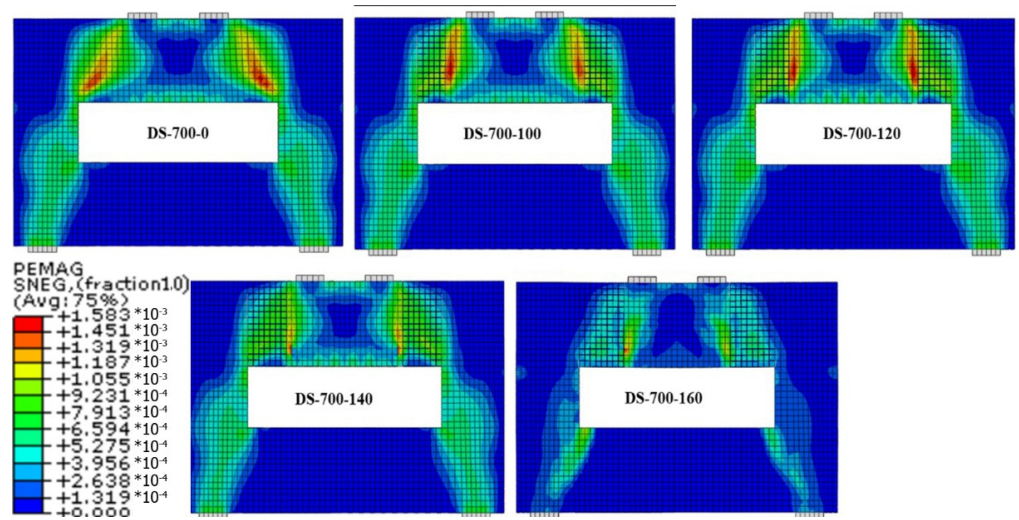 DS-700-0
DS-700-100
DS-700-120
PEMAG
SNEG, (fraction1.0)
(Avg: 75%)
+1.583 *10-³
+1.451 *10-³
+1.319 *10-³
+1.187 *10-³
+1.055 *10-³
+9.231 *10-⁴
+7.913 *10-⁴
+6.594 *10-⁴
+5.275 *10-⁴
+3.956 *10-⁴
+2.638 *10-⁴
+1.319 *10-⁴
+0.000
DS-700-140
DS-700-160